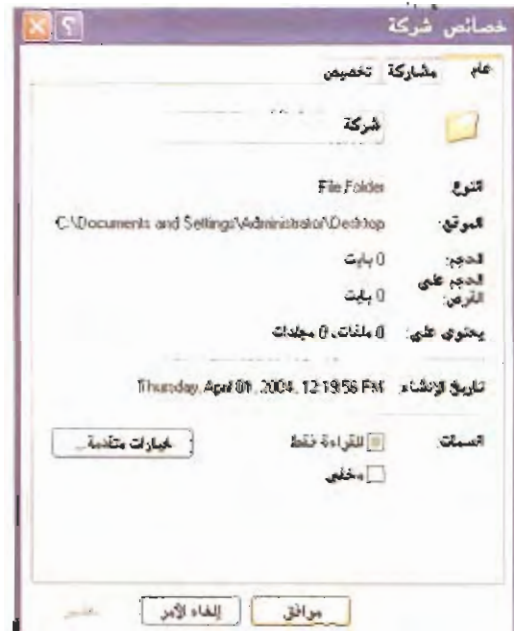 خصائص شركة
عام مشاركة تخصيص
شركة
النوع: File Folder
الموقع: C:\Documents and Settings\Administrator\Desktop
الحجم: 0 بايت
الحجم على القرص: 0 بايت
يحتوي على: 0 ملفات، 0 مجلدات
تاريخ الإنشاء: Thursday, April 01, 2004, 12:19:56 PM
السمات: للقراءة فقط خيارات متقدمة...
مخفي
موافق إلغاء الأمر